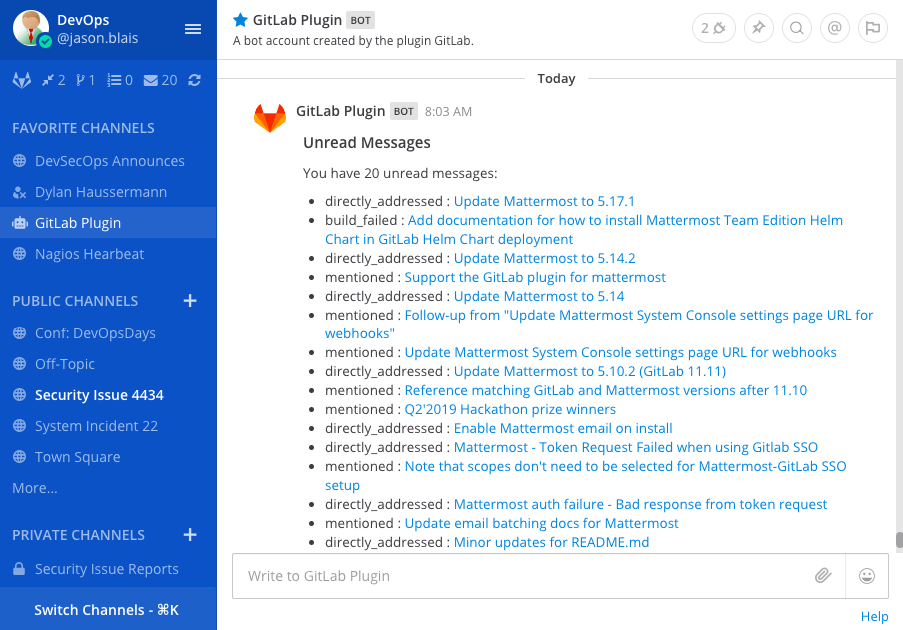 DevOps
@jason.blais
2 1 0 20
FAVORITE CHANNELS
DevSecOps Announces
Dylan Haussermann
GitLab Plugin
Nagios Hearbeat
PUBLIC CHANNELS +
Conf: DevOpsDays
Off-Topic
Security Issue 4434
System Incident 22
Town Square
More...
PRIVATE CHANNELS +
Security Issue Reports
Switch Channels - ⌘K
GitLab Plugin BOT
A bot account created by the plugin GitLab.
2 @
Today
GitLab Plugin BOT 8:03 AM
Unread Messages
You have 20 unread messages:
• directly_addressed : Update Mattermost to 5.17.1
• build_failed : Add documentation for how to install Mattermost Team Edition Helm
Chart in GitLab Helm Chart deployment
• directly_addressed : Update Mattermost to 5.14.2
• mentioned : Support the GitLab plugin for mattermost
• directly_addressed : Update Mattermost to 5.14
• mentioned : Follow-up from "Update Mattermost System Console settings page URL for
webhooks"
• mentioned : Update Mattermost System Console settings page URL for webhooks
• directly_addressed : Update Mattermost to 5.10.2 (GitLab 11.11)
• mentioned : Reference matching GitLab and Mattermost versions after 11.10
• mentioned : Q2'2019 Hackathon prize winners
• directly_addressed : Enable Mattermost email on install
• directly_addressed : Mattermost - Token Request Failed when using Gitlab SSO
• mentioned : Note that scopes don't need to be selected for Mattermost-GitLab SSO
setup
• directly_addressed : Mattermost auth failure - Bad response from token request
• mentioned : Update email batching docs for Mattermost
• directly_addressed : Minor updates for README.md
Write to GitLab Plugin
Help